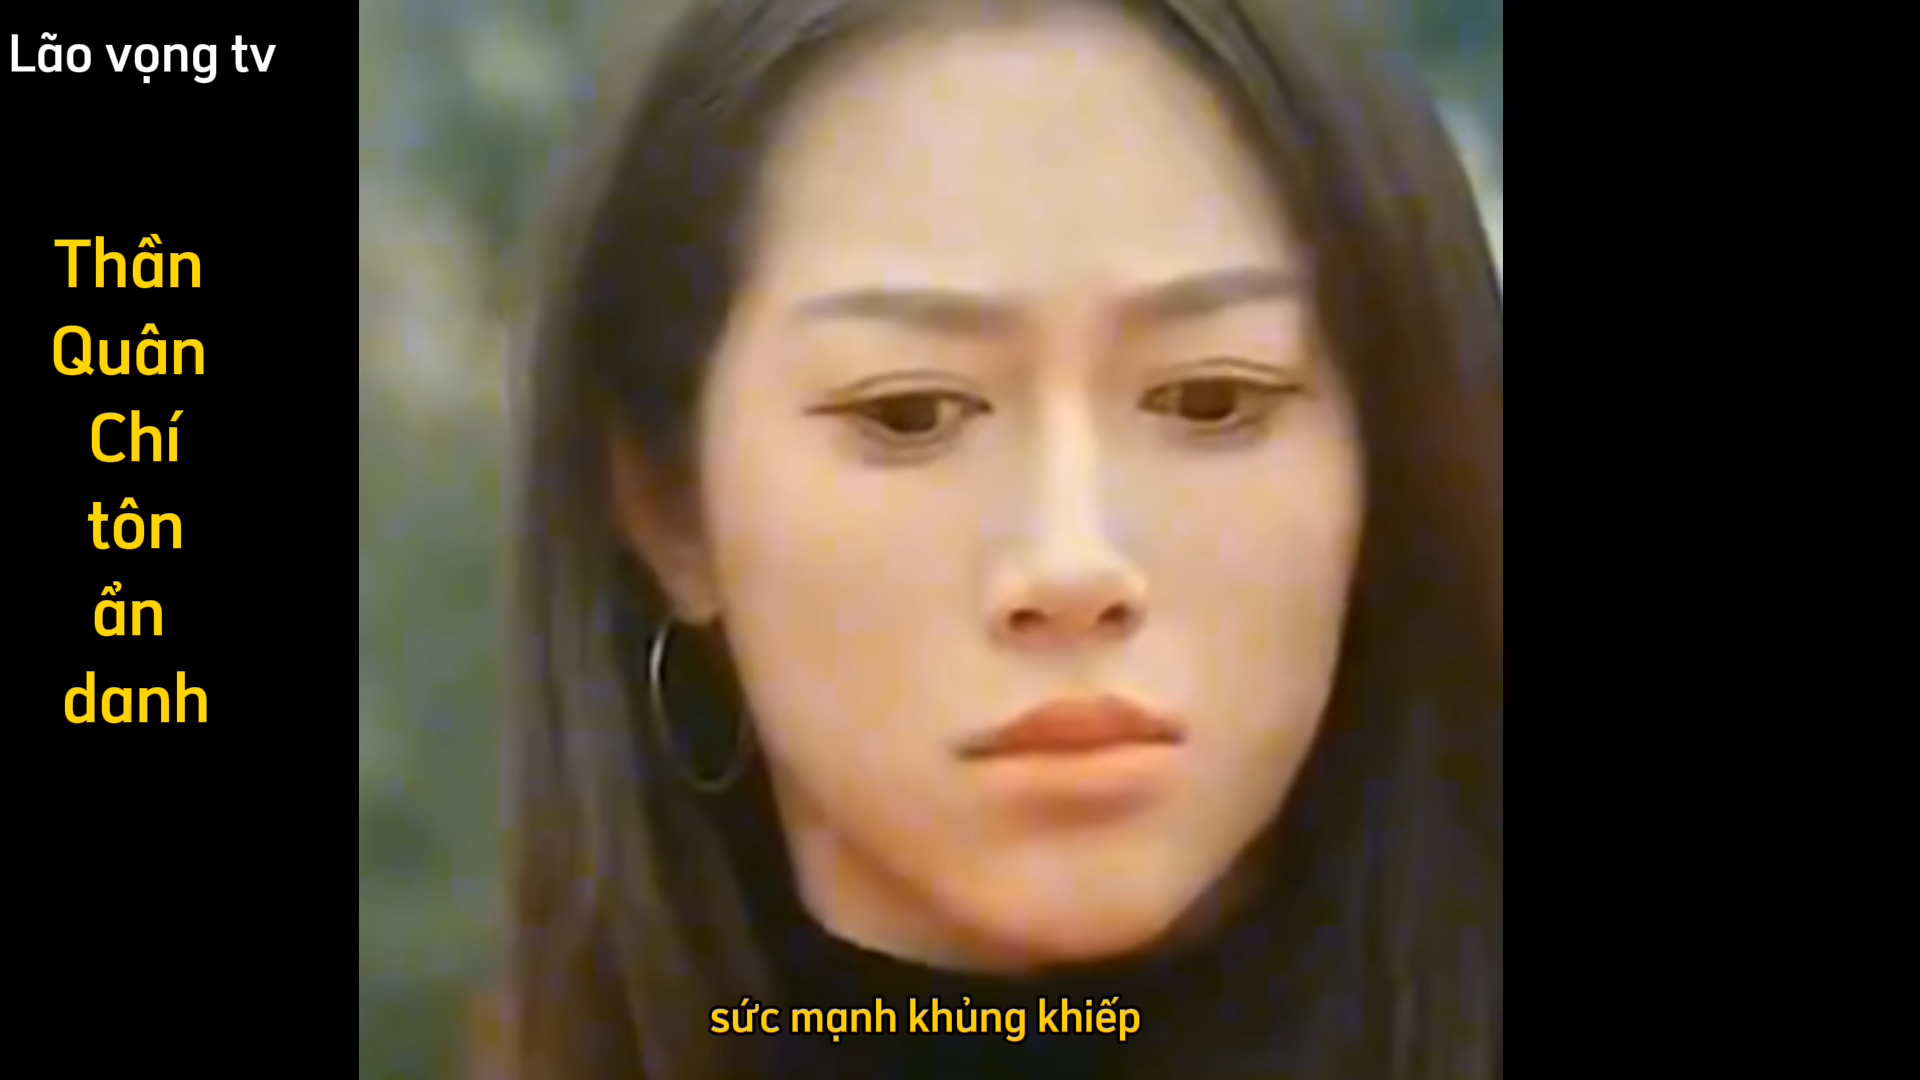 Lão vọng tv
Thần
Quân
Chí
tôn
ẩn
danh
sức mạnh khủng khiếp